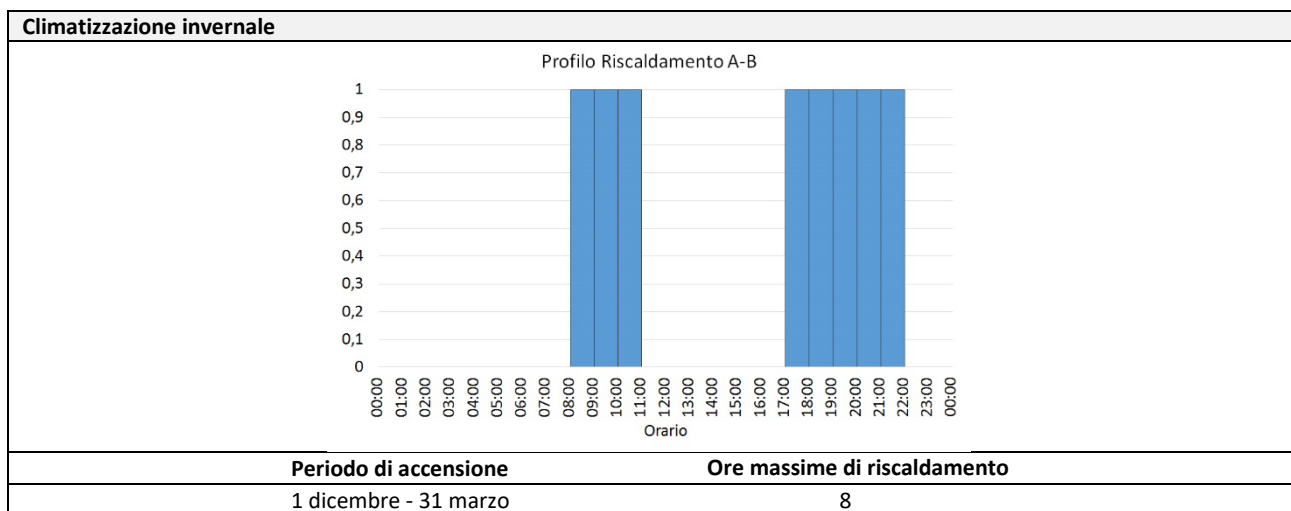 Climatizzazione invernale
Profilo Riscaldamento A-B
1
0,9
0,8
0,7
0,6
0,5
0,4
0,3
0,2
0,1
0
00:00 01:00 02:00 03:00 04:00 05:00 06:00 07:00 08:00 09:00 10:00 11:00 12:00 13:00 14:00 15:00 16:00 17:00 18:00 19:00 20:00 21:00 22:00 23:00 00:00
Orario
Periodo di accensione Ore massime di riscaldamento
1 dicembre - 31 marzo 8